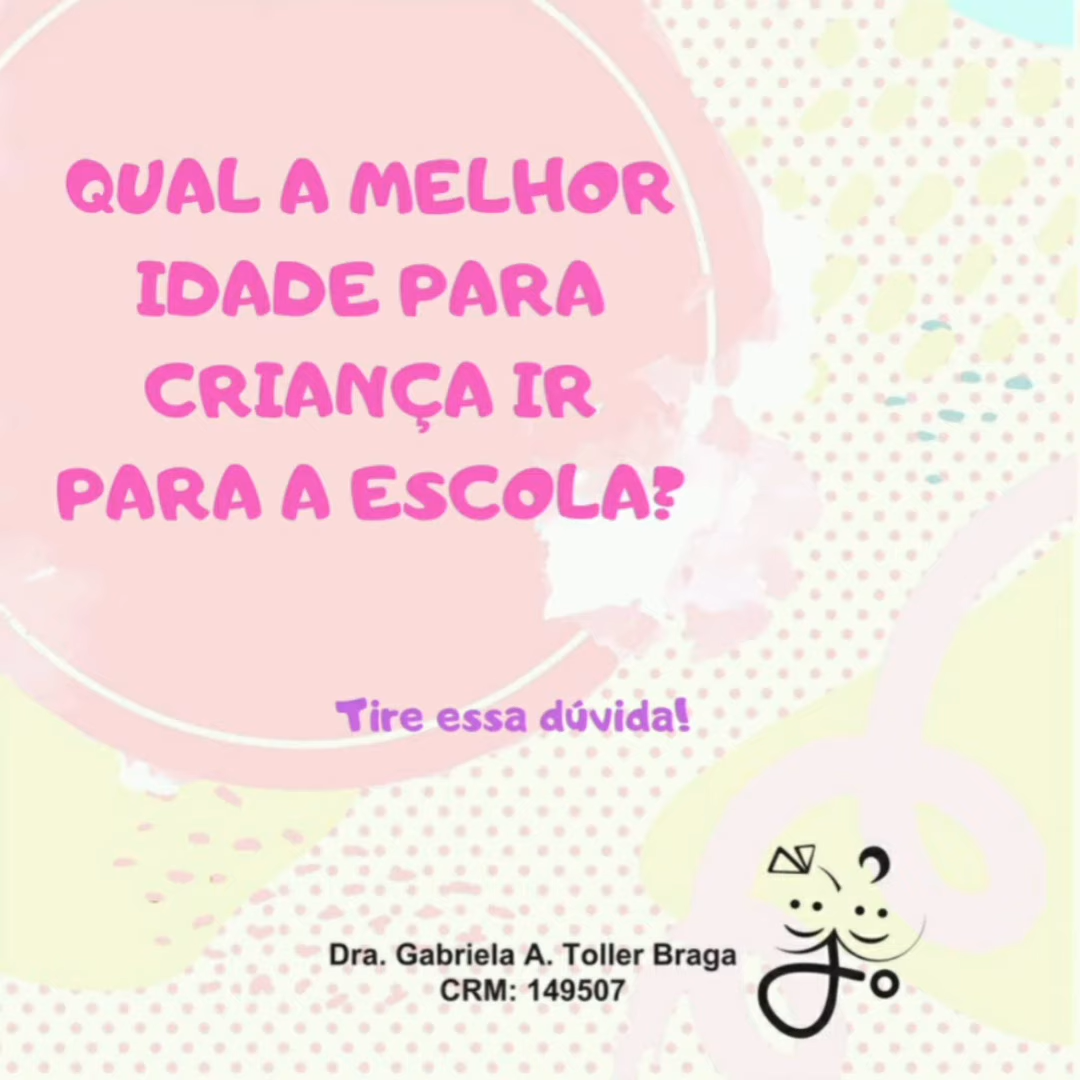 QUAL A MELHOR
IDADE PARA
CRIANÇA IR
PARA A ESCOLA?
Tire essa dúvida!
Dra. Gabriela A. Toller Braga
CRM: 149507